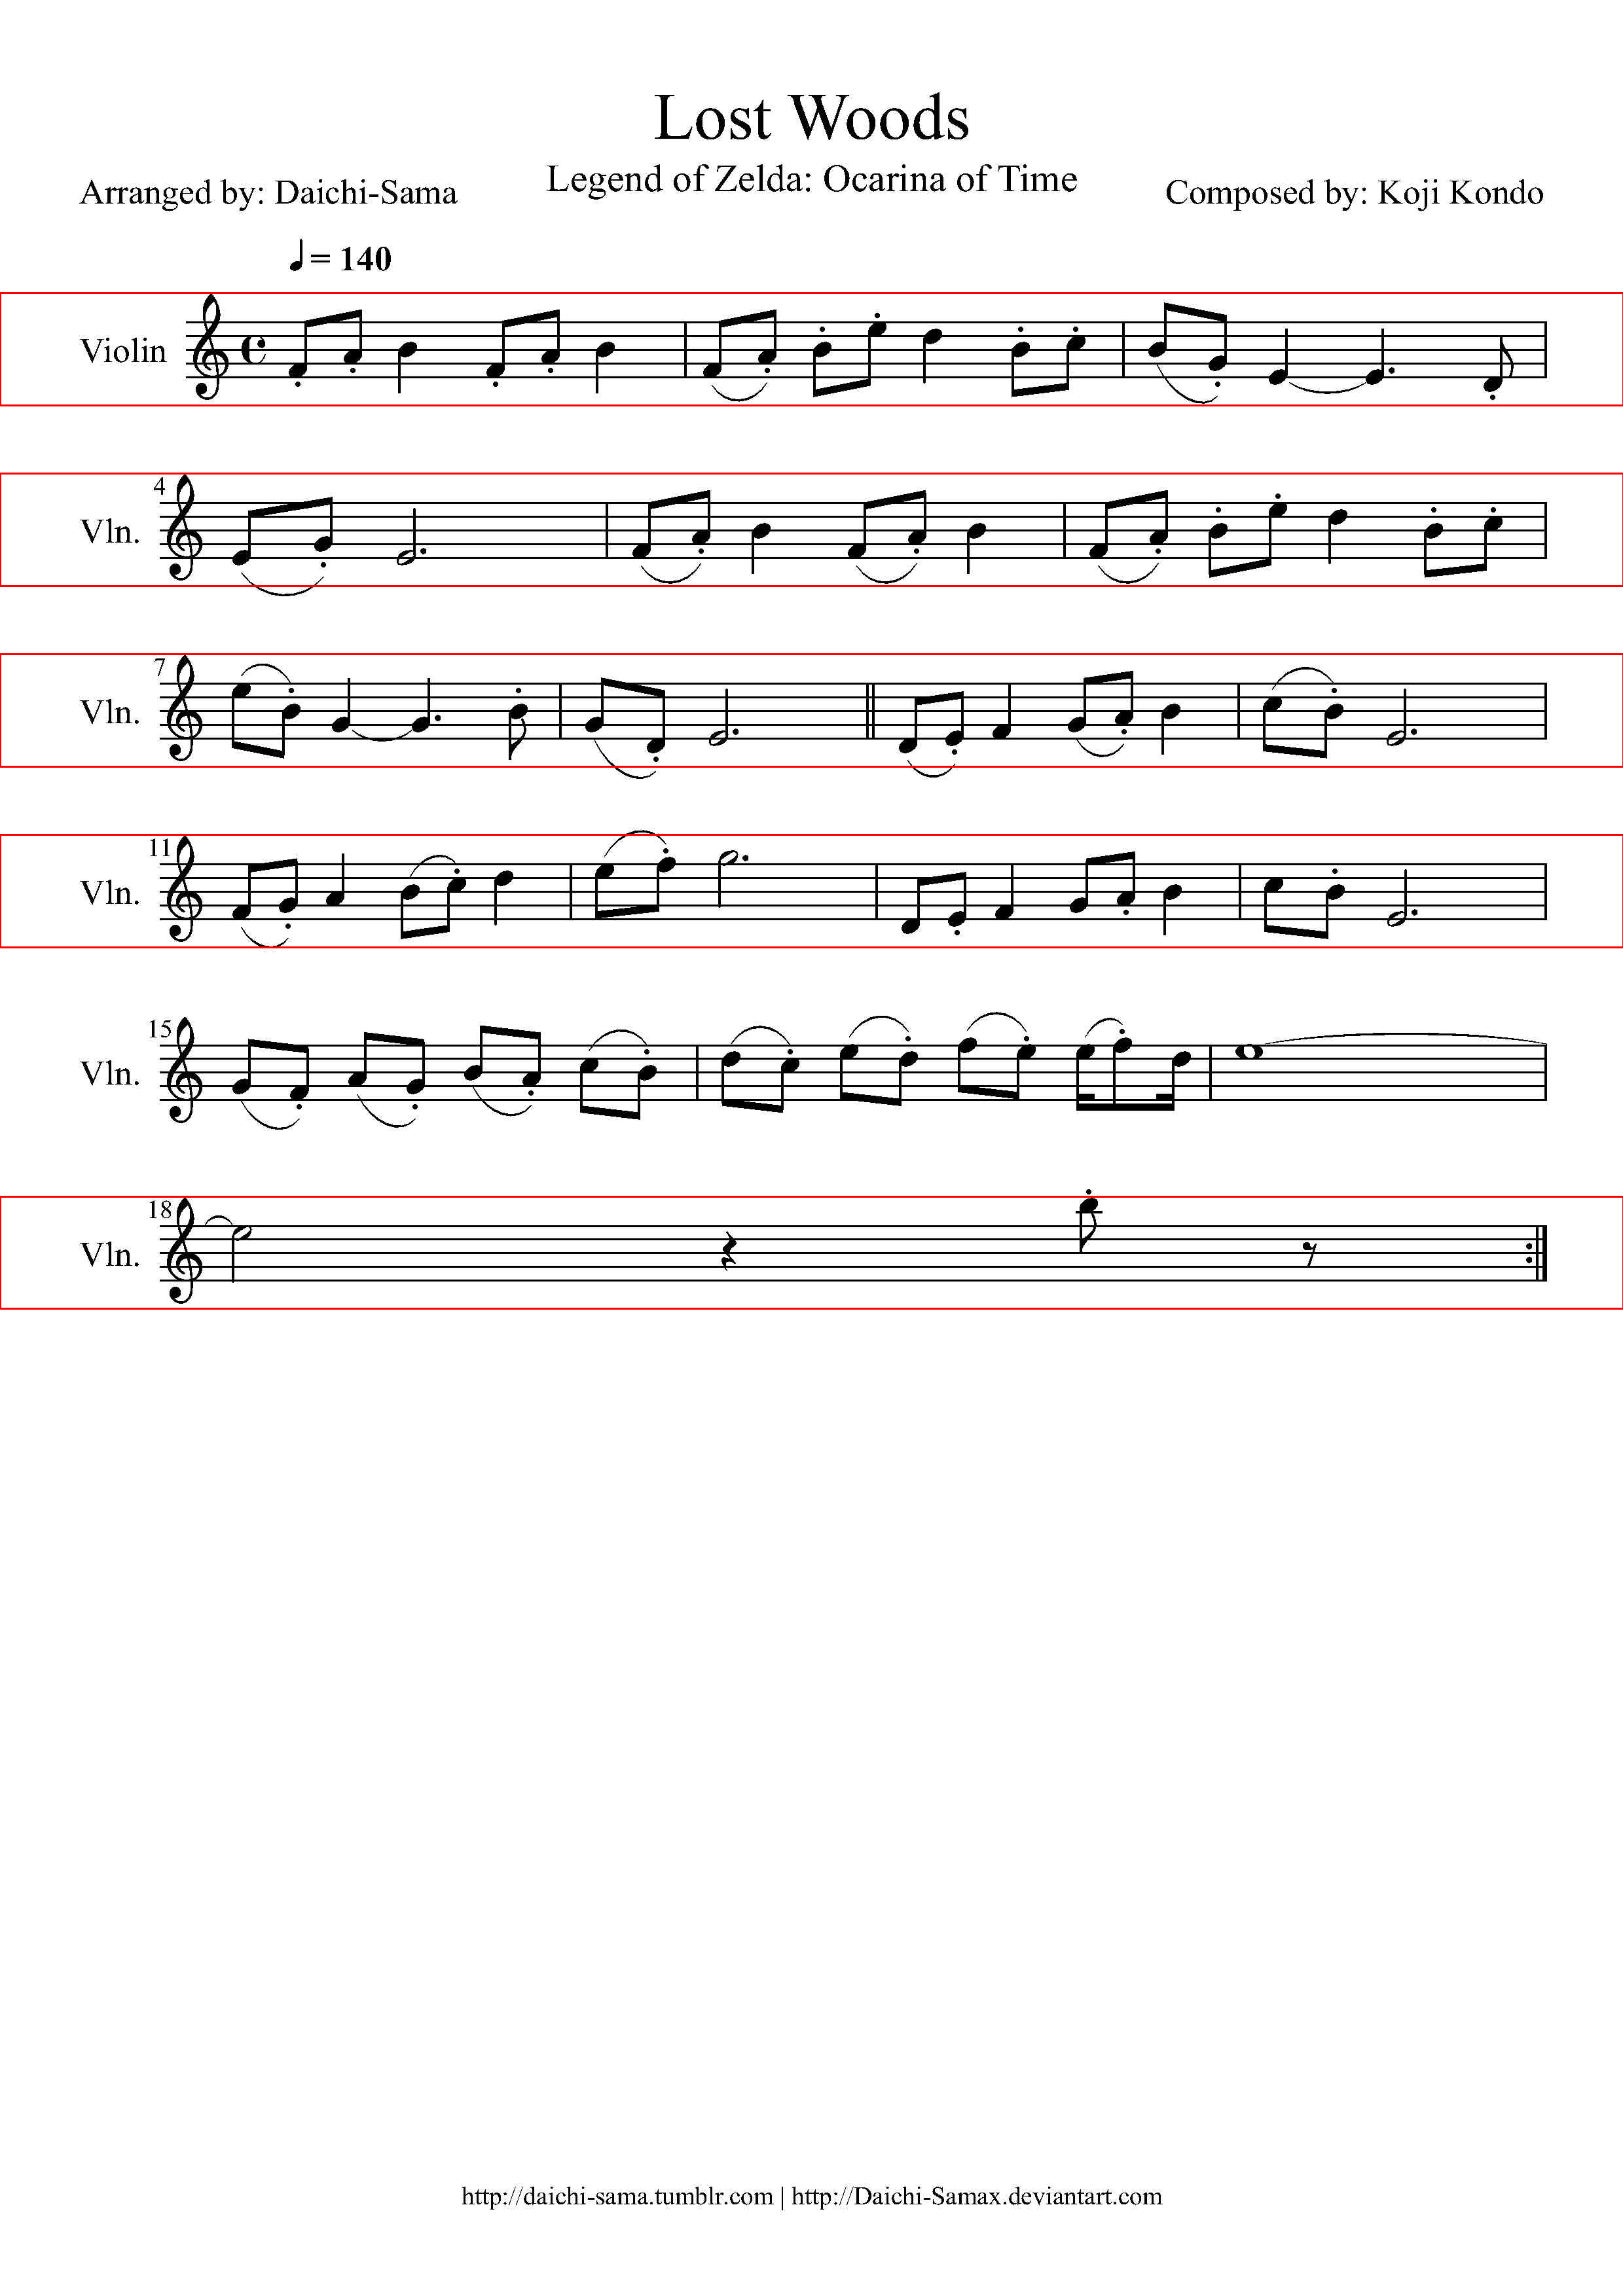 Lost Woods
Legend of Zelda: Ocarina of Time
Arranged by: Daichi-Sama
Composed by: Koji Kondo
= 140
Violin
4
Vln.
7
Vln.
11
Vln.
15
Vln.
18
Vln.
http://daichi-sama.tumblr.com | http://Daichi-Samax.deviantart.com